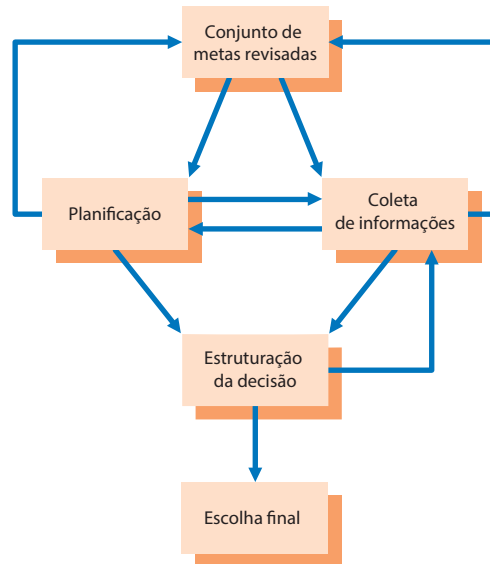 Conjunto de
metas revisadas
Planificação
Coleta
de informações
Estruturação
da decisão
Escolha final